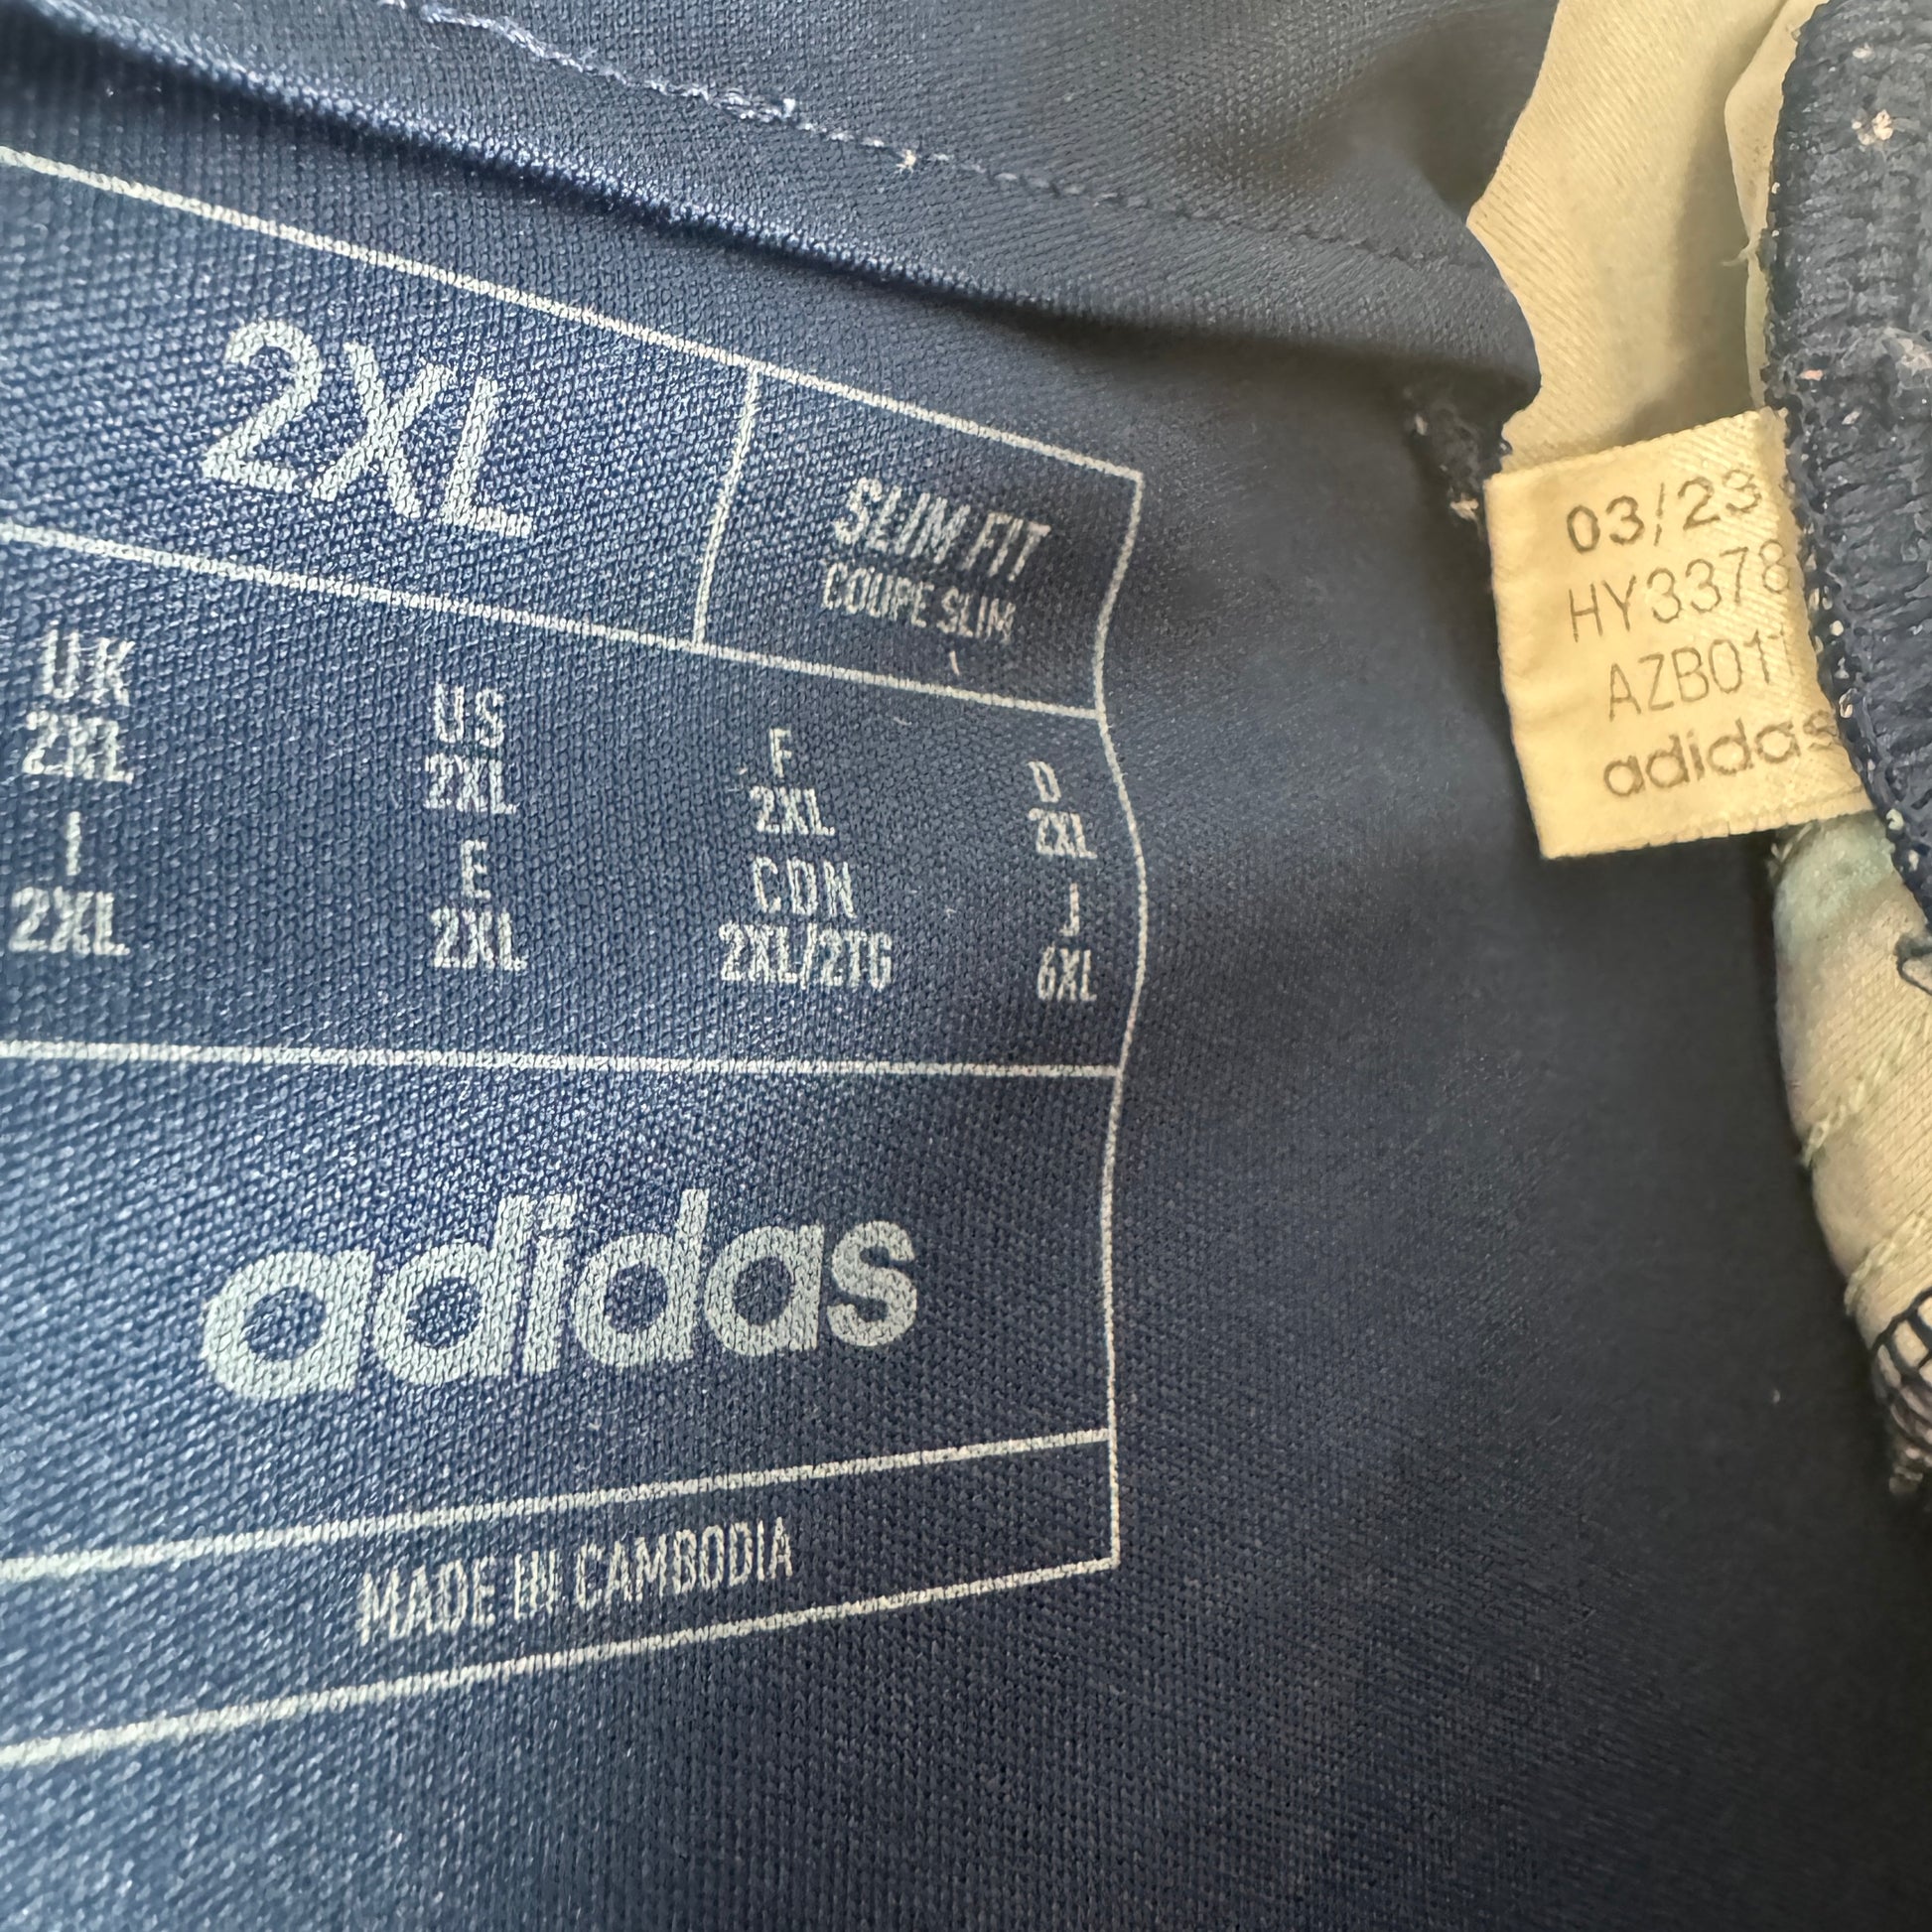 2XL
SLIM FIT
COUPE SLIM
UK US F D
2XL 2XL 2XL 2XL
I E CDN J
2XL 2XL 2XL/2TG 6XL
adidas
MADE IN CAMBODIA
03/23
HY3378
AZB011
adidas